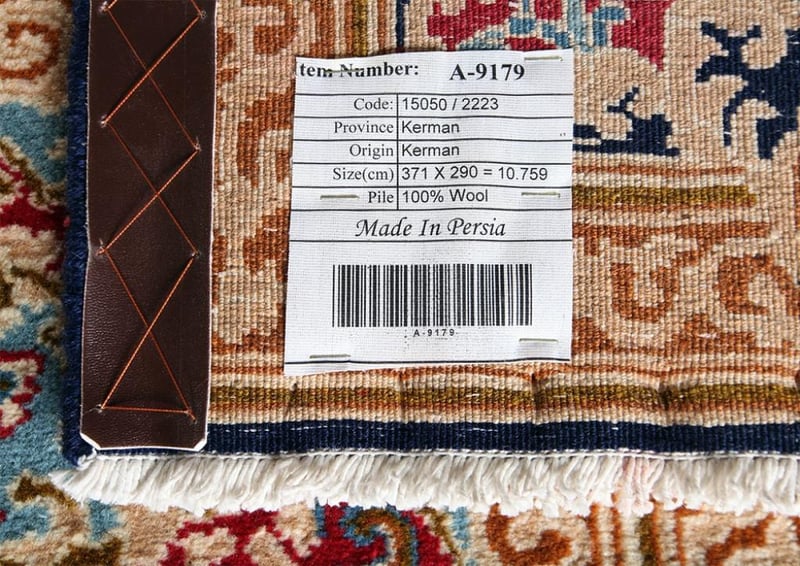 tem Number: A-9179
Code: 15050 / 2223
Province Kerman
Origin Kerman
Size(cm) 371 X 290 = 10.759
Pile 100% Wool
Made In Persia
A-9179